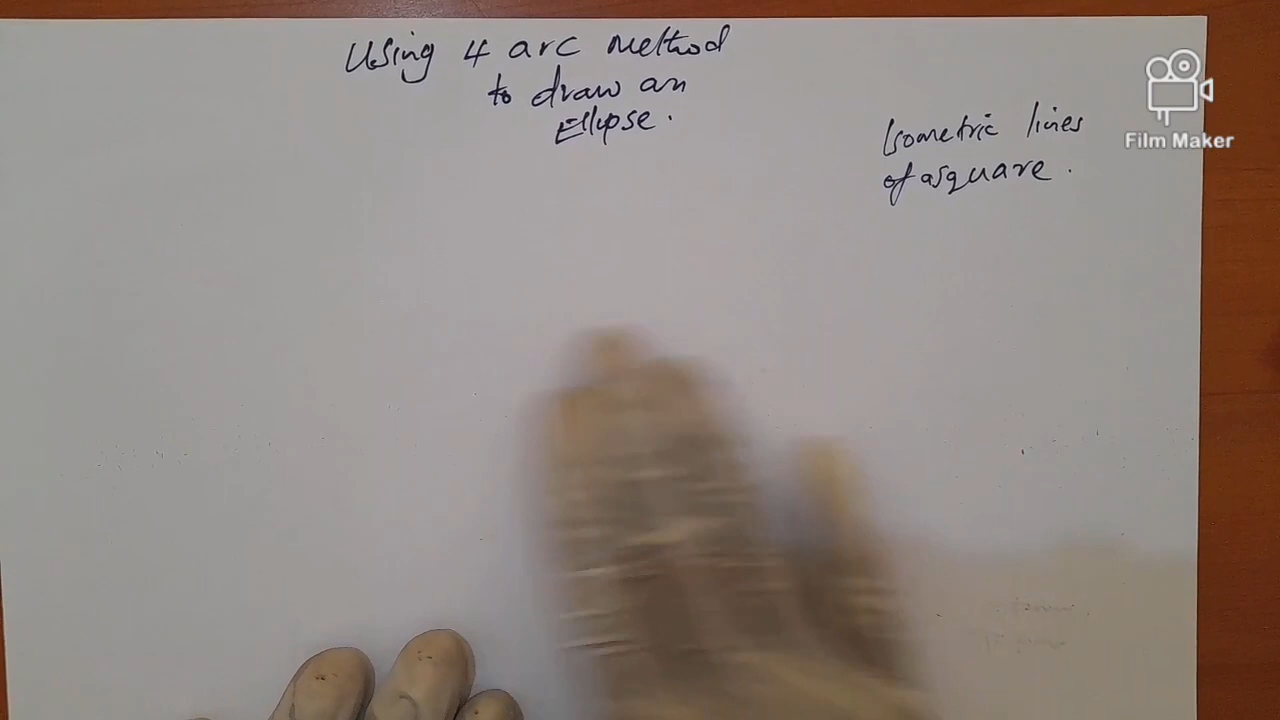 Using 4 arc method
to draw an
Ellipse.
Isometric lines
of a square.
Film Maker